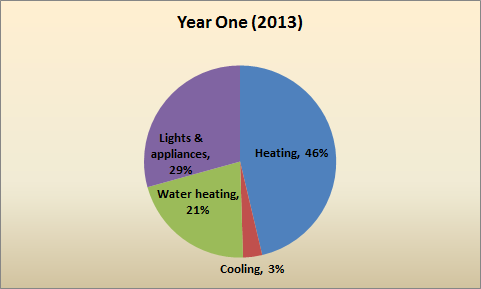 Year One (2013)
Lights &
appliances,
29%
Heating, 46%
Water heating,
21%
Cooling, 3%